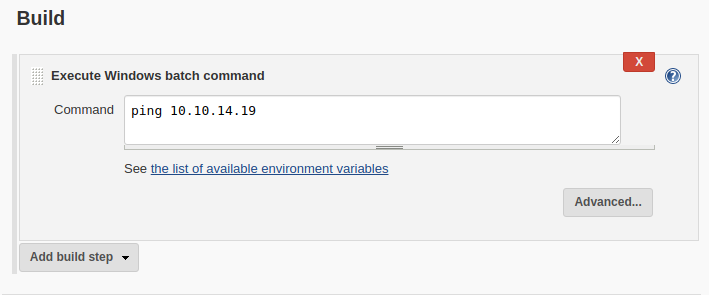 Build
Execute Windows batch command
X
?
Command
ping 10.10.14.19
See the list of available environment variables
Advanced...
Add build step